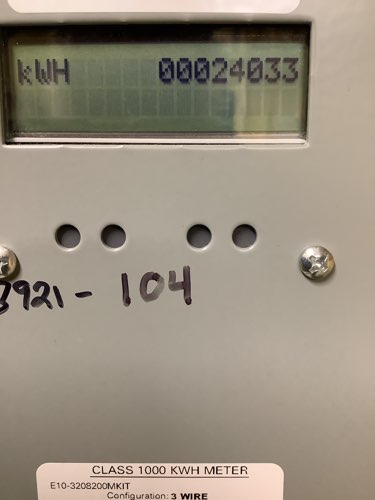 kWH 00024033
3921- 104
CLASS 1000 KWH METER
E10-3208200MKIT
Configuration: 3 WIRE